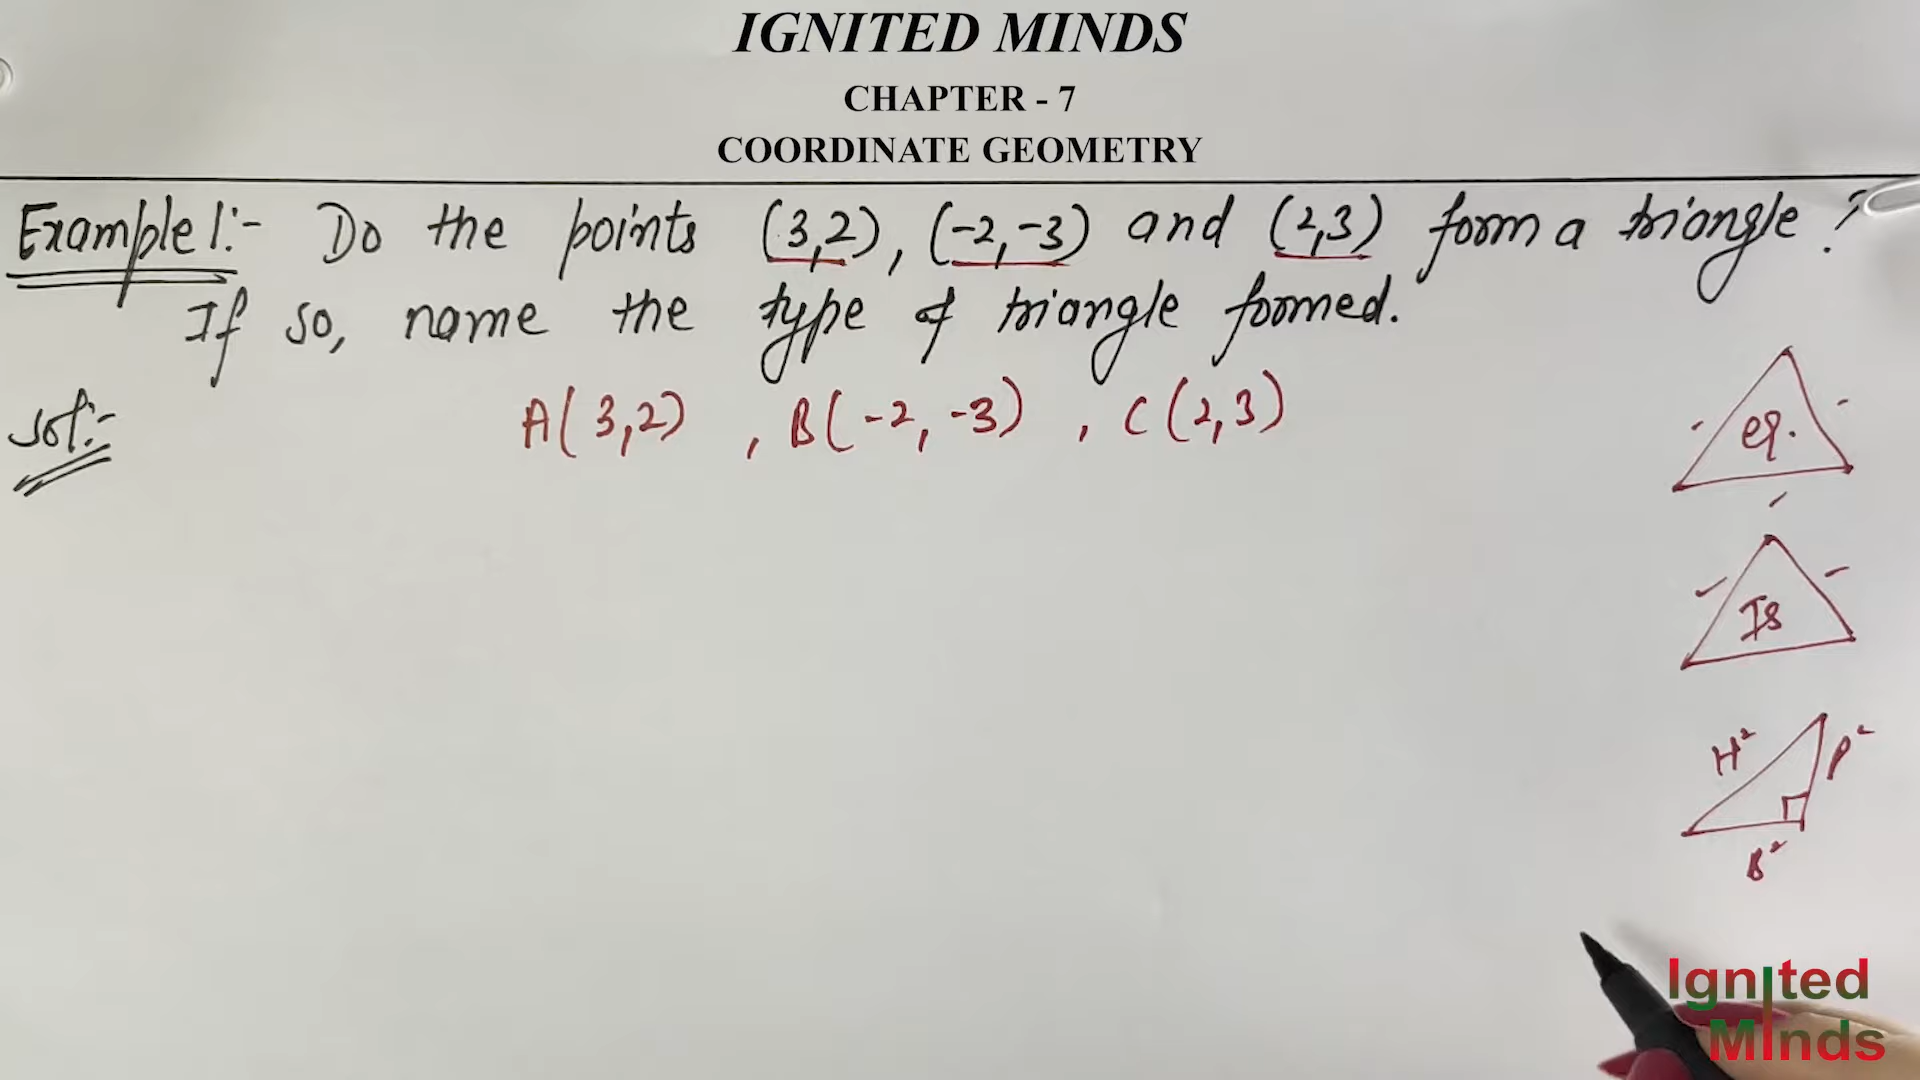 IGNITED MINDS
CHAPTER - 7
COORDINATE GEOMETRY
Example 1:- Do the points (3,2), (-2,-3) and (2,3) form a triangle?
If so, name the type of triangle formed.
Sol:-
A(3,2) , B(-2,-3) , C(2,3)
eq.
Is
H² P²
B²
Ignited
Minds